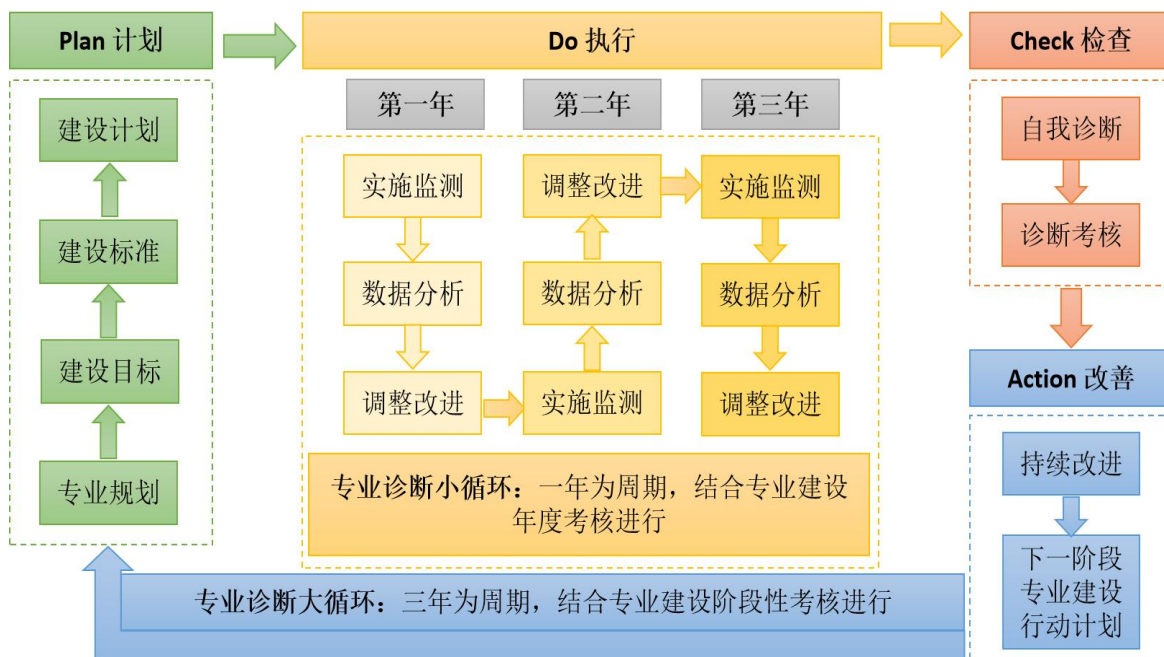 Plan 计划
Do 执行
Check 检查
第一年
第二年
第三年
建设计划
建设标准
建设目标
专业规划
实施监测
数据分析
调整改进
调整改进
数据分析
实施监测
实施监测
数据分析
调整改进
专业诊断小循环：一年为周期，结合专业建设
年度考核进行
自我诊断
诊断考核
Action 改善
持续改进
下一阶段
专业建设
行动计划
专业诊断大循环：三年为周期，结合专业建设阶段性考核进行